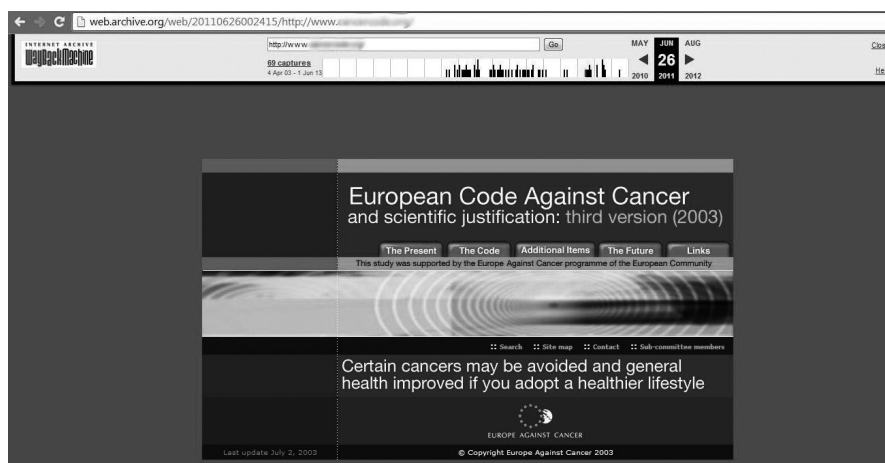 web.archive.org/web/20110626002415/http://www.
INTERNET ARCHIVE
WayBackMachine
http://www.
Go
69 captures
4 Apr 03 - 1 Jun 13
MAY JUN AUG
26
2010 2011 2012
Clos
He
European Code Against Cancer
and scientific justification: third version (2003)
The Present The Code Additional Items The Future Links
This study was supported by the Europe Against Cancer programme of the European Community
:: Search :: Site map :: Contact :: Sub-committee members
Certain cancers may be avoided and general
health improved if you adopt a healthier lifestyle
EUROPE AGAINST CANCER
Last update July 2, 2003
© Copyright Europe Against Cancer 2003